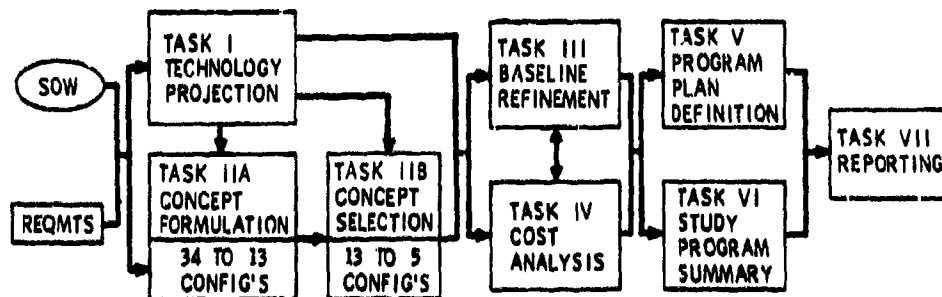 SOW
REQMTS
TASK I
TECHNOLOGY
PROJECTION
TASK IIA
CONCEPT
FORMULATION
34 TO 13
CONFIG'S
TASK IIB
CONCEPT
SELECTION
13 TO 5
CONFIG'S
TASK III
BASELINE
REFINEMENT
TASK IV
COST
ANALYSIS
TASK V
PROGRAM
PLAN
DEFINITION
TASK VI
STUDY
PROGRAM
SUMMARY
TASK VII
REPORTING